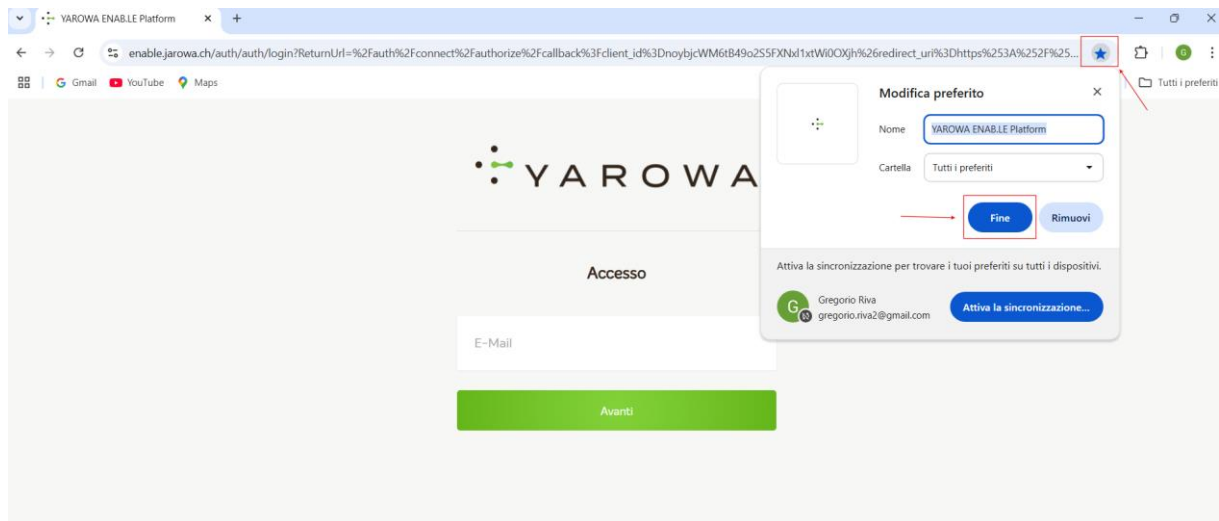 YAROWA ENAB.LE Platform
enable.jarowa.ch/auth/auth/login?ReturnUrl=%2Fauth%2Fconnect%2Fauthorize%2Fcallback%3Fclient_id%3DnoybjcWM6tB49o2S5FXNxl1xtWi0OXjh%26redirect_uri%3Dhttps%253A%252F%25...
G
Gmail
YouTube
Maps
Tutti i preferiti
Modifica preferito
Nome
YAROWA ENAB.LE Platform
Cartella
Tutti i preferiti
Fine
Rimuovi
Attiva la sincronizzazione per trovare i tuoi preferiti su tutti i dispositivi.
G
Gregorio Riva
gregorio.riva2@gmail.com
Attiva la sincronizzazione...
YAROWA
Accesso
E-Mail
Avanti